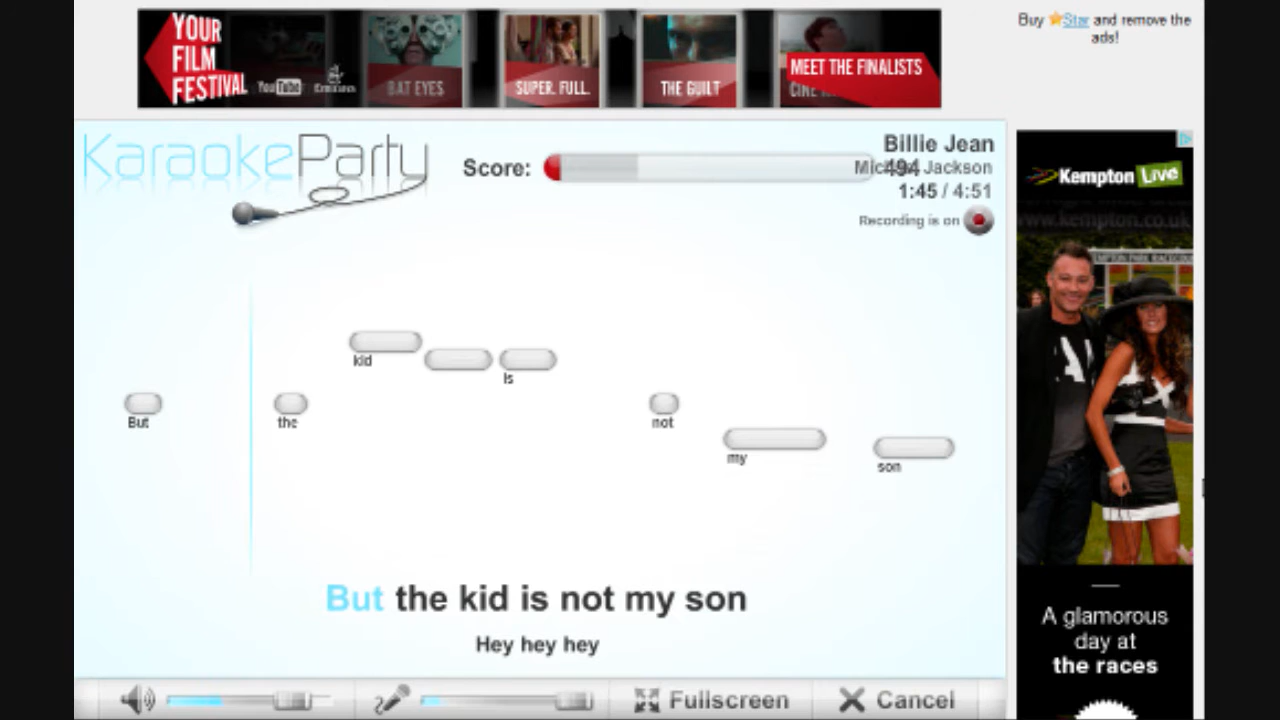 YOUR
FILM
FESTIVAL
YouTube
Emirates
BAT EYES
SUPER. FULL.
THE GUILT
MEET THE FINALISTS
Buy Star and remove the
ads!
KaraokeParty
Score:
494
Billie Jean
Michael Jackson
1:45 / 4:51
Recording is on
Kempton Live
www.kempton.co.uk
kid
is
But
the
not
my
son
But the kid is not my son
Hey hey hey
Fullscreen
Cancel
A glamorous
day at
the races